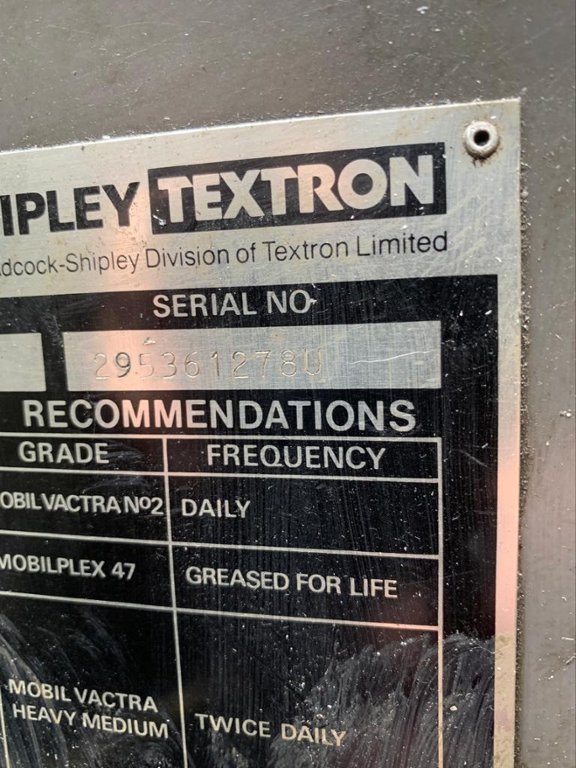 IPLEY TEXTRON
dcock-Shipley Division of Textron Limited
SERIAL NO
295361278U
RECOMMENDATIONS
GRADE FREQUENCY
OBIL VACTRA Nº2 DAILY
MOBILPLEX 47 GREASED FOR LIFE
MOBIL VACTRA
HEAVY MEDIUM TWICE DAILY